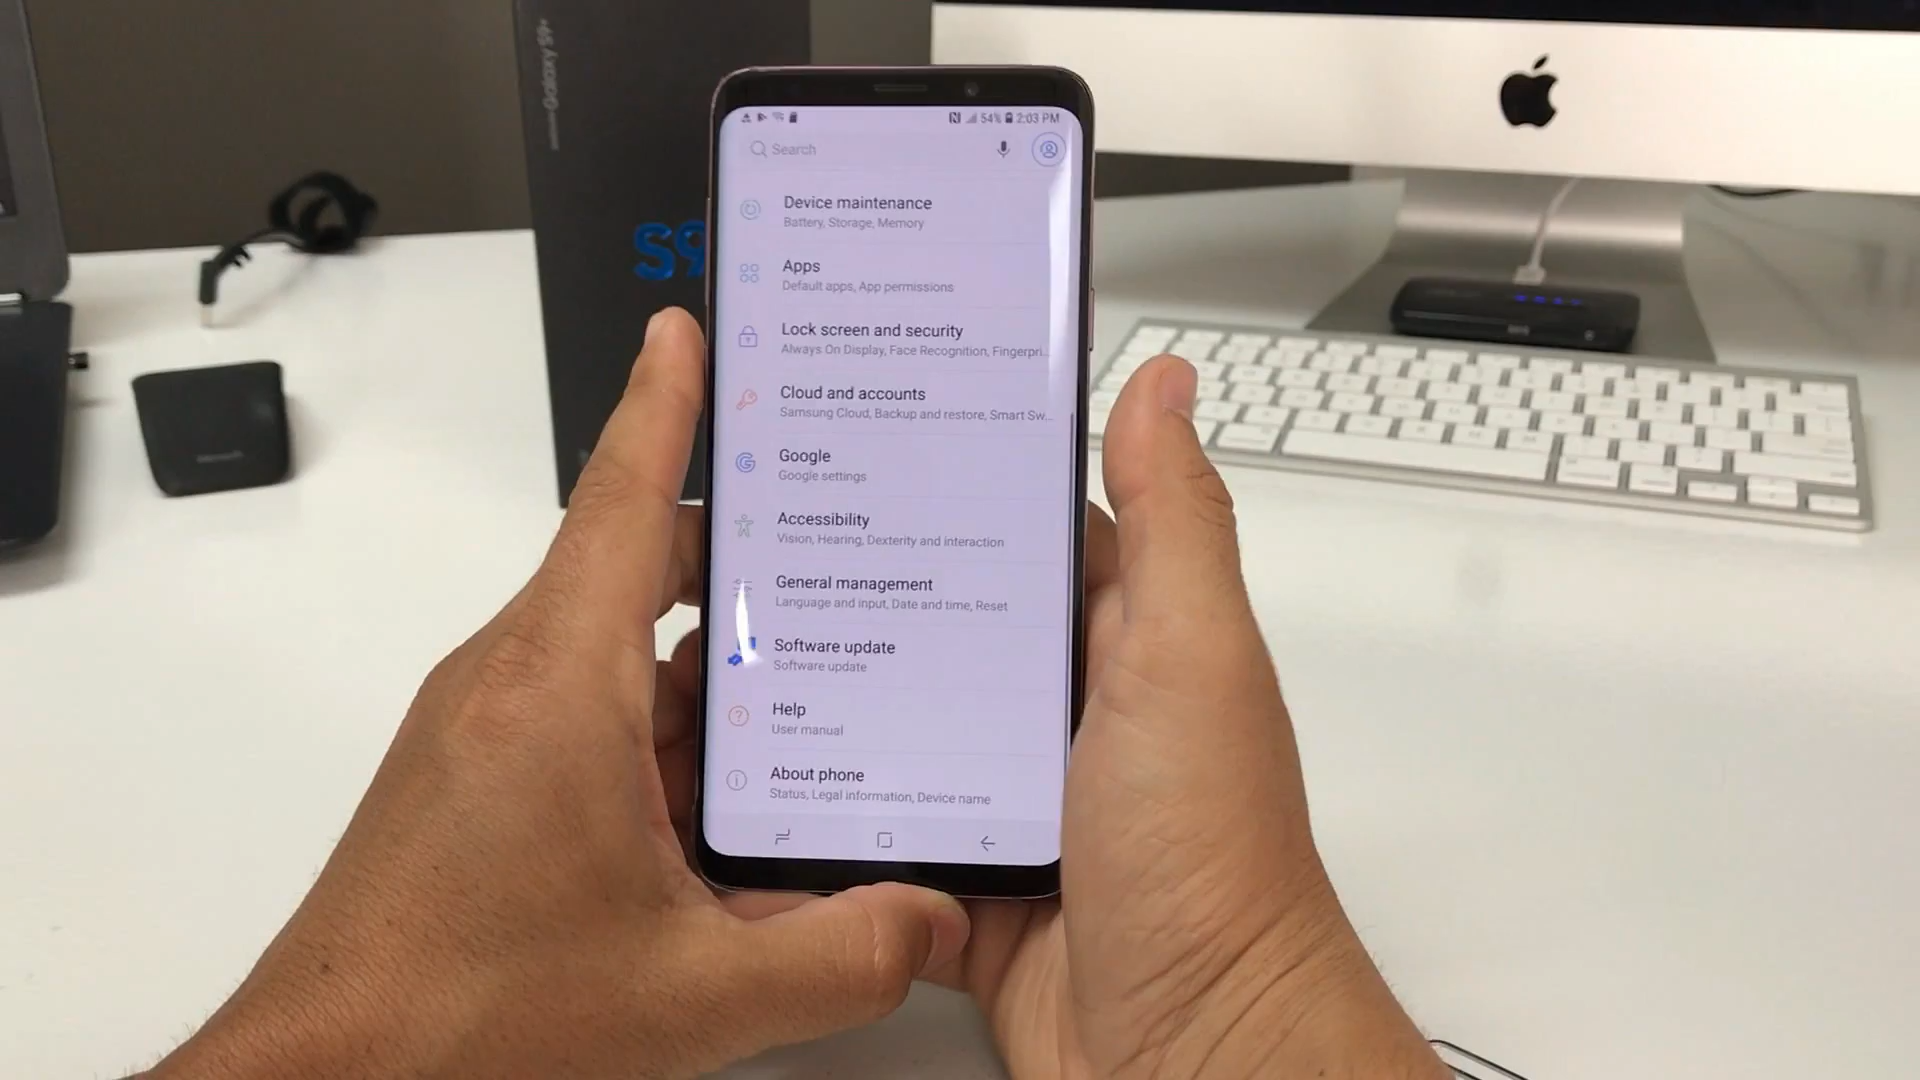 Galaxy S9+
S9
54% 2:03 PM
Search
Device maintenance
Battery, Storage, Memory
Apps
Default apps, App permissions
Lock screen and security
Always On Display, Face Recognition, Fingerpri...
Cloud and accounts
Samsung Cloud, Backup and restore, Smart Sw...
Google
Google settings
Accessibility
Vision, Hearing, Dexterity and interaction
General management
Language and input, Date and time, Reset
Software update
Software update
Help
User manual
About phone
Status, Legal information, Device name